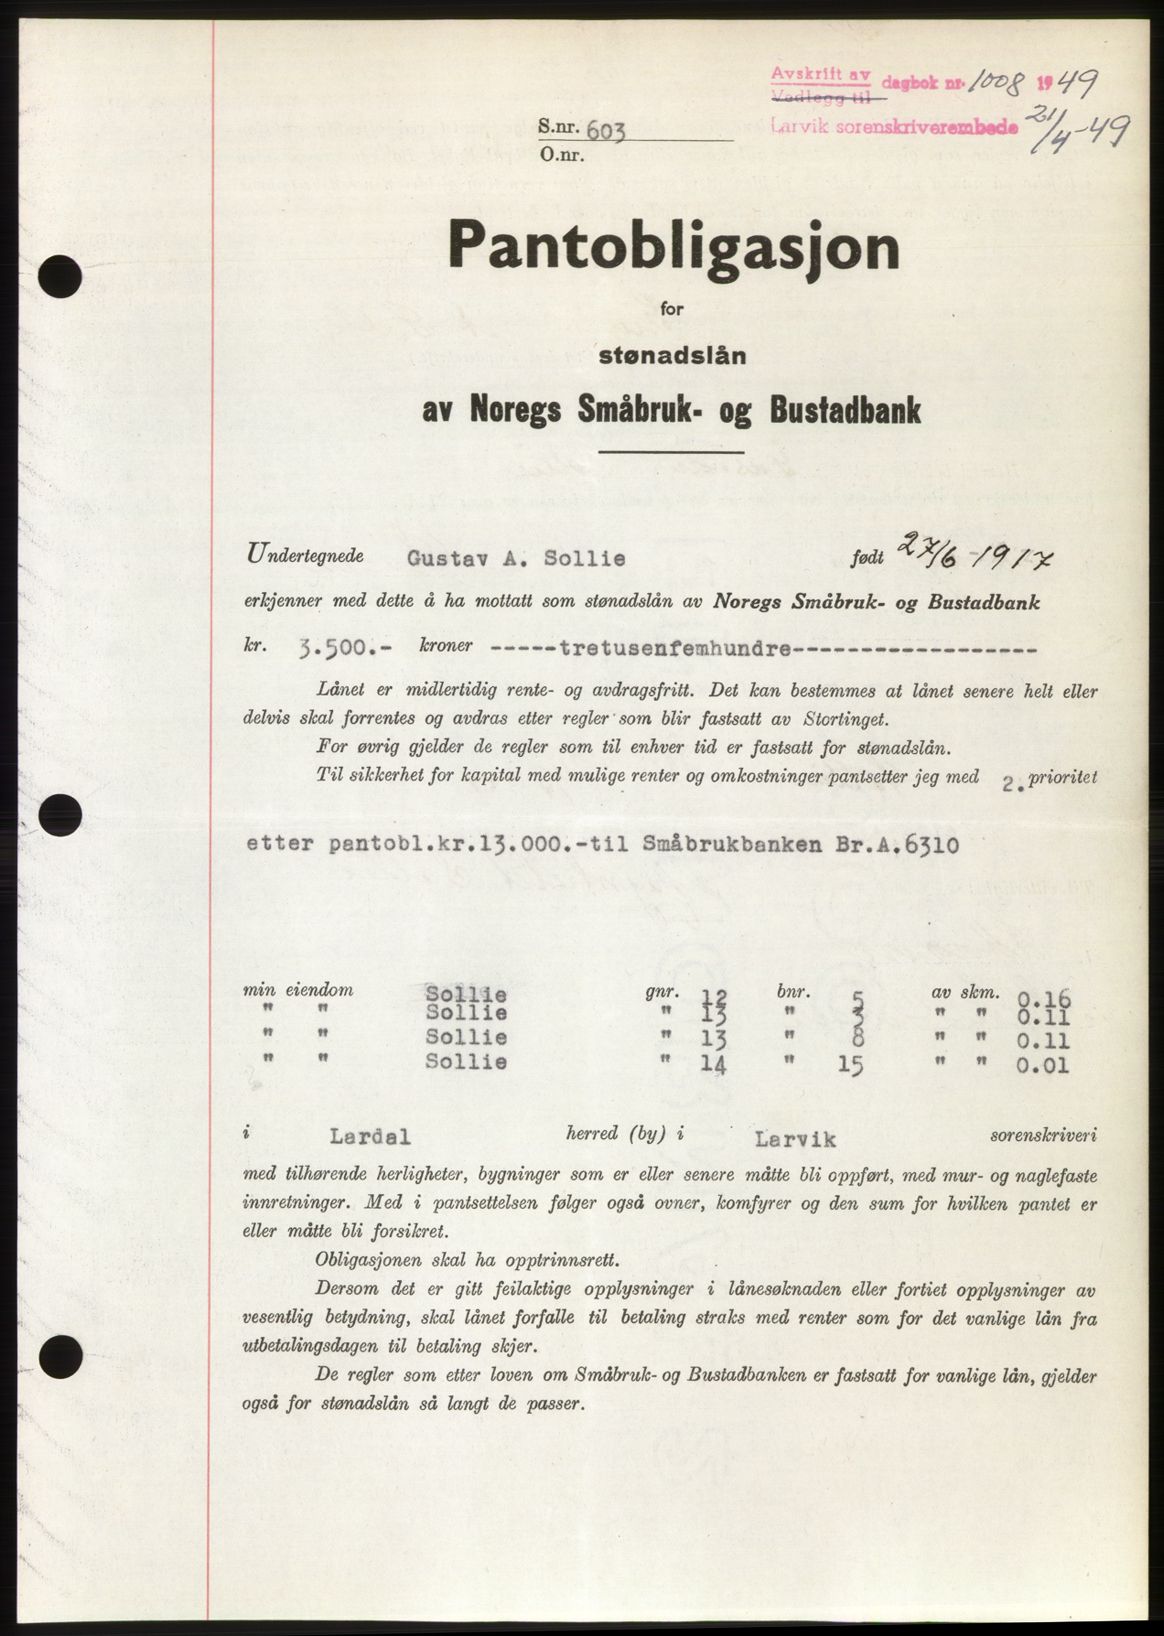 Avskrift av dagbok nr. 1008 1949
Vedlegg til
Larvik sorenskriverembede 21/4-49
S.nr. 603
O.nr.
Pantobligasjon
for
stønadslån
av Noregs Småbruk- og Bustadbank
Undertegnede Gustav A. Sollie født 27/6-1917
erkjenner med dette å ha mottatt som stønadslån av Noregs Småbruk- og Bustadbank
kr. 3.500.- kroner -----tretusenfemhundre-------------------
Lånet er midlertidig rente- og avdragsfritt. Det kan bestemmes at lånet senere helt eller
delvis skal forrentes og avdras etter regler som blir fastsatt av Stortinget.
For øvrig gjelder de regler som til enhver tid er fastsatt for stønadslån.
Til sikkerhet for kapital med mulige renter og omkostninger pantsetter jeg med 2. prioritet
etter pantobl.kr.13.000.-til Småbrukbanken Br.A.6310
min eiendom Sollie gnr. 12 bnr. 5 av skm. 0.16
" " Sollie " 13 " 3 " " 0.11
" " Sollie " 13 " 8 " " 0.11
" " Sollie " 14 " 15 " " 0.01
i Lardal herred (by) i Larvik sorenskriveri
med tilhørende herligheter, bygninger som er eller senere måtte bli oppført, med mur- og naglefaste
innretninger. Med i pantsettelsen følger også ovner, komfyrer og den sum for hvilken pantet er
eller måtte bli forsikret.
Obligasjonen skal ha opptrinnsrett.
Dersom det er gitt feilaktige opplysninger i lånesøknaden eller fortiet opplysninger av
vesentlig betydning, skal lånet forfalle til betaling straks med renter som for det vanlige lån fra
utbetalingsdagen til betaling skjer.
De regler som etter loven om Småbruk- og Bustadbanken er fastsatt for vanlige lån, gjelder
også for stønadslån så langt de passer.